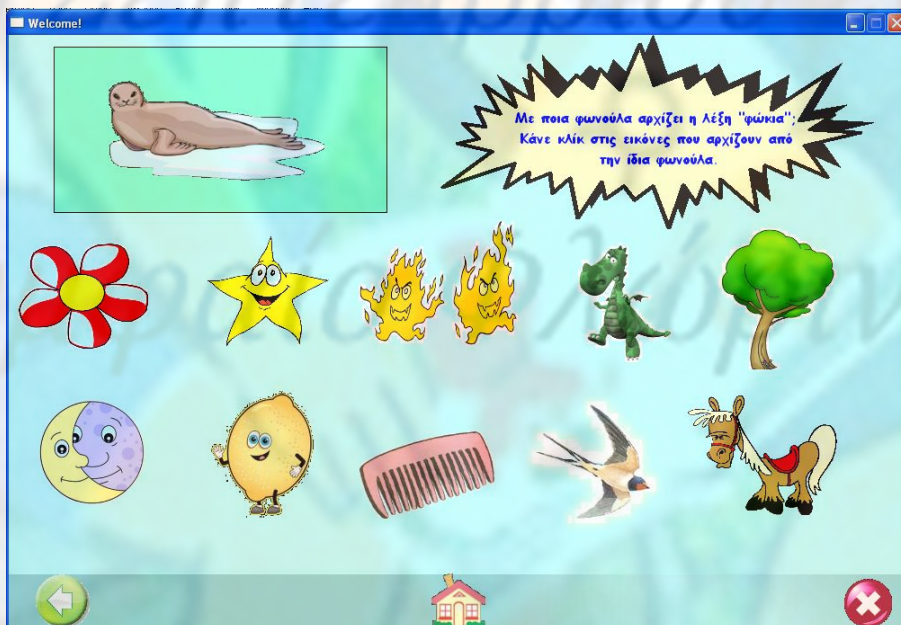 Welcome!
Με ποια φωνούλα αρχίζει η λέξη "φώκια";
Κάνε κλίκ στις εικόνες που αρχίζουν από
την ίδια φωνούλα.